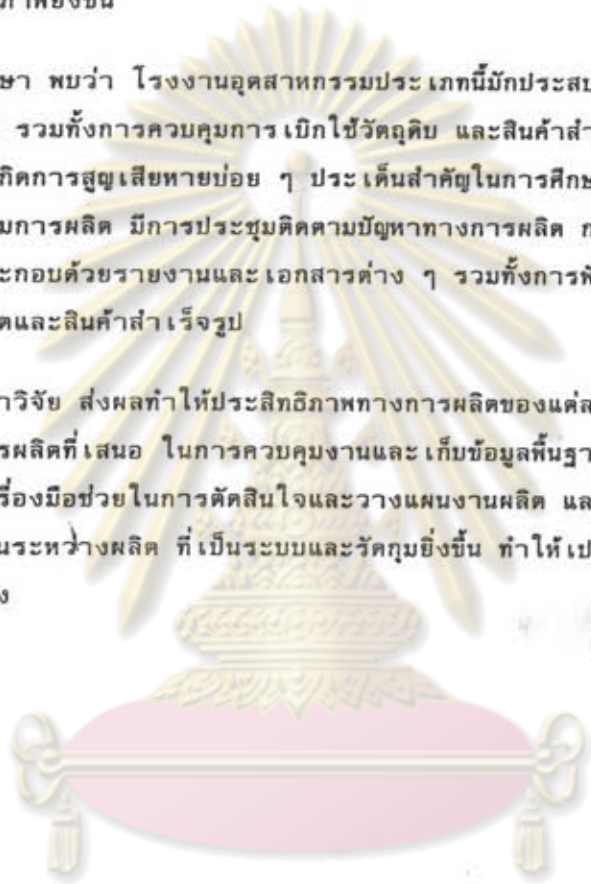 ภาพยิ่งขึ้น
ษา พบว่า โรงงานอุตสาหกรรมประเภทนี้มักประสบ
รวมทั้งการควบคุมการเบิกใช้วัตถุดิบ และสินค้าสำ
กิดการสูญเสียหายบ่อย ๆ ประเด็นสำคัญในการศึกษ
มการผลิต มีการประชุมติดตามปัญหาทางการผลิต ก
ะกอบด้วยรายงานและเอกสารต่าง ๆ รวมทั้งการพั
ตและสินค้าสำเร็จรูป
าวิจัย ส่งผลทำให้ประสิทธิภาพทางการผลิตของแต่ล
รผลิตที่เสนอ ในการควบคุมงานและเก็บข้อมูลพื้นฐา
รื่องมือช่วยในการตัดสินใจและวางแผนงานผลิต แล
นระหว่างผลิต ที่เป็นระบบและรัดกุมยิ่งขึ้น ทำให้เป
ง